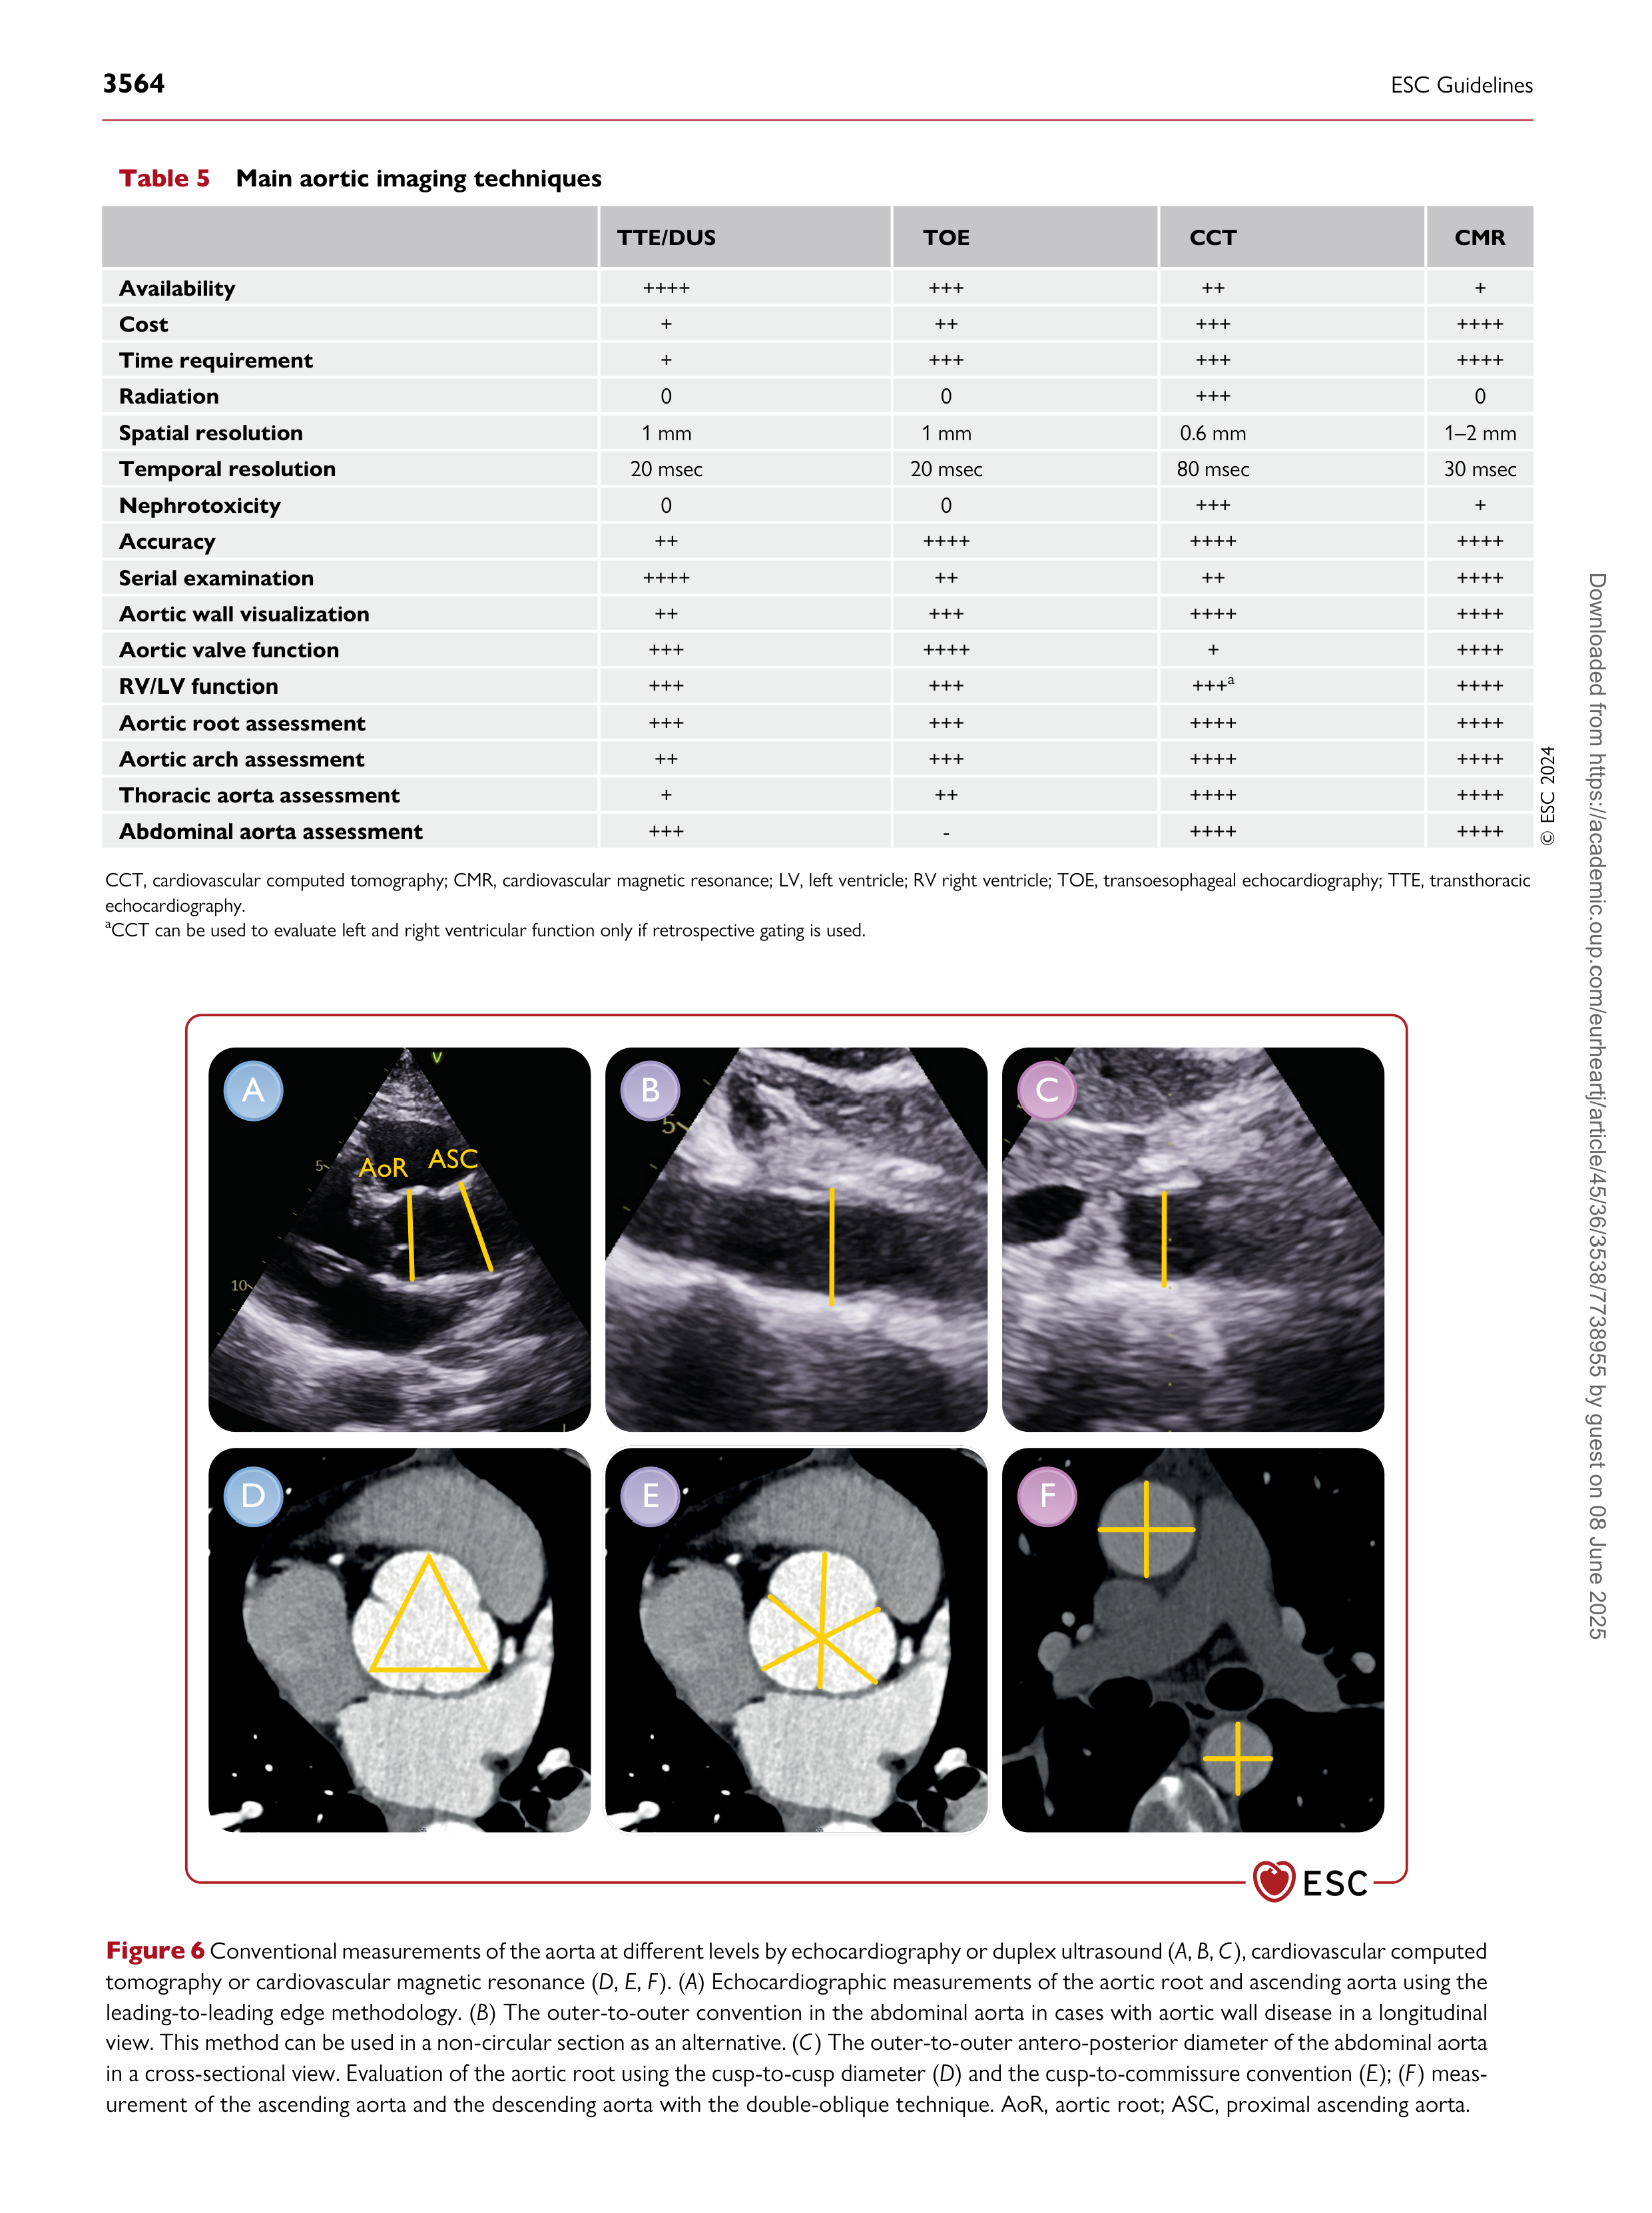 3564
ESC Guidelines
Table 5 Main aortic imaging techniques
TTE/DUS TOE CCT CMR
Availability ++++ +++ ++ +
Cost + ++ +++ ++++
Time requirement + +++ +++ ++++
Radiation 0 0 +++ 0
Spatial resolution 1 mm 1 mm 0.6 mm 1–2 mm
Temporal resolution 20 msec 20 msec 80 msec 30 msec
Nephrotoxicity 0 0 +++ +
Accuracy ++ ++++ ++++ ++++
Serial examination ++++ ++ ++ ++++
Aortic wall visualization ++ +++ ++++ ++++
Aortic valve function +++ ++++ + ++++
RV/LV function +++ +++ +++a ++++
Aortic root assessment +++ +++ ++++ ++++
Aortic arch assessment ++ +++ ++++ ++++
Thoracic aorta assessment + ++ ++++ ++++
Abdominal aorta assessment +++ - ++++ ++++
© ESC 2024
CCT, cardiovascular computed tomography; CMR, cardiovascular magnetic resonance; LV, left ventricle; RV right ventricle; TOE, transoesophageal echocardiography; TTE, transthoracic
echocardiography.
aCCT can be used to evaluate left and right ventricular function only if retrospective gating is used.
A
V
AoR ASC
5
10
B
5
C
D
E
F
ESC
Figure 6 Conventional measurements of the aorta at different levels by echocardiography or duplex ultrasound (A, B, C), cardiovascular computed
tomography or cardiovascular magnetic resonance (D, E, F). (A) Echocardiographic measurements of the aortic root and ascending aorta using the
leading-to-leading edge methodology. (B) The outer-to-outer convention in the abdominal aorta in cases with aortic wall disease in a longitudinal
view. This method can be used in a non-circular section as an alternative. (C) The outer-to-outer antero-posterior diameter of the abdominal aorta
in a cross-sectional view. Evaluation of the aortic root using the cusp-to-cusp diameter (D) and the cusp-to-commissure convention (E); (F) meas-
urement of the ascending aorta and the descending aorta with the double-oblique technique. AoR, aortic root; ASC, proximal ascending aorta.
Downloaded from https://academic.oup.com/eurheartj/article/45/36/3538/7738955 by guest on 08 June 2025